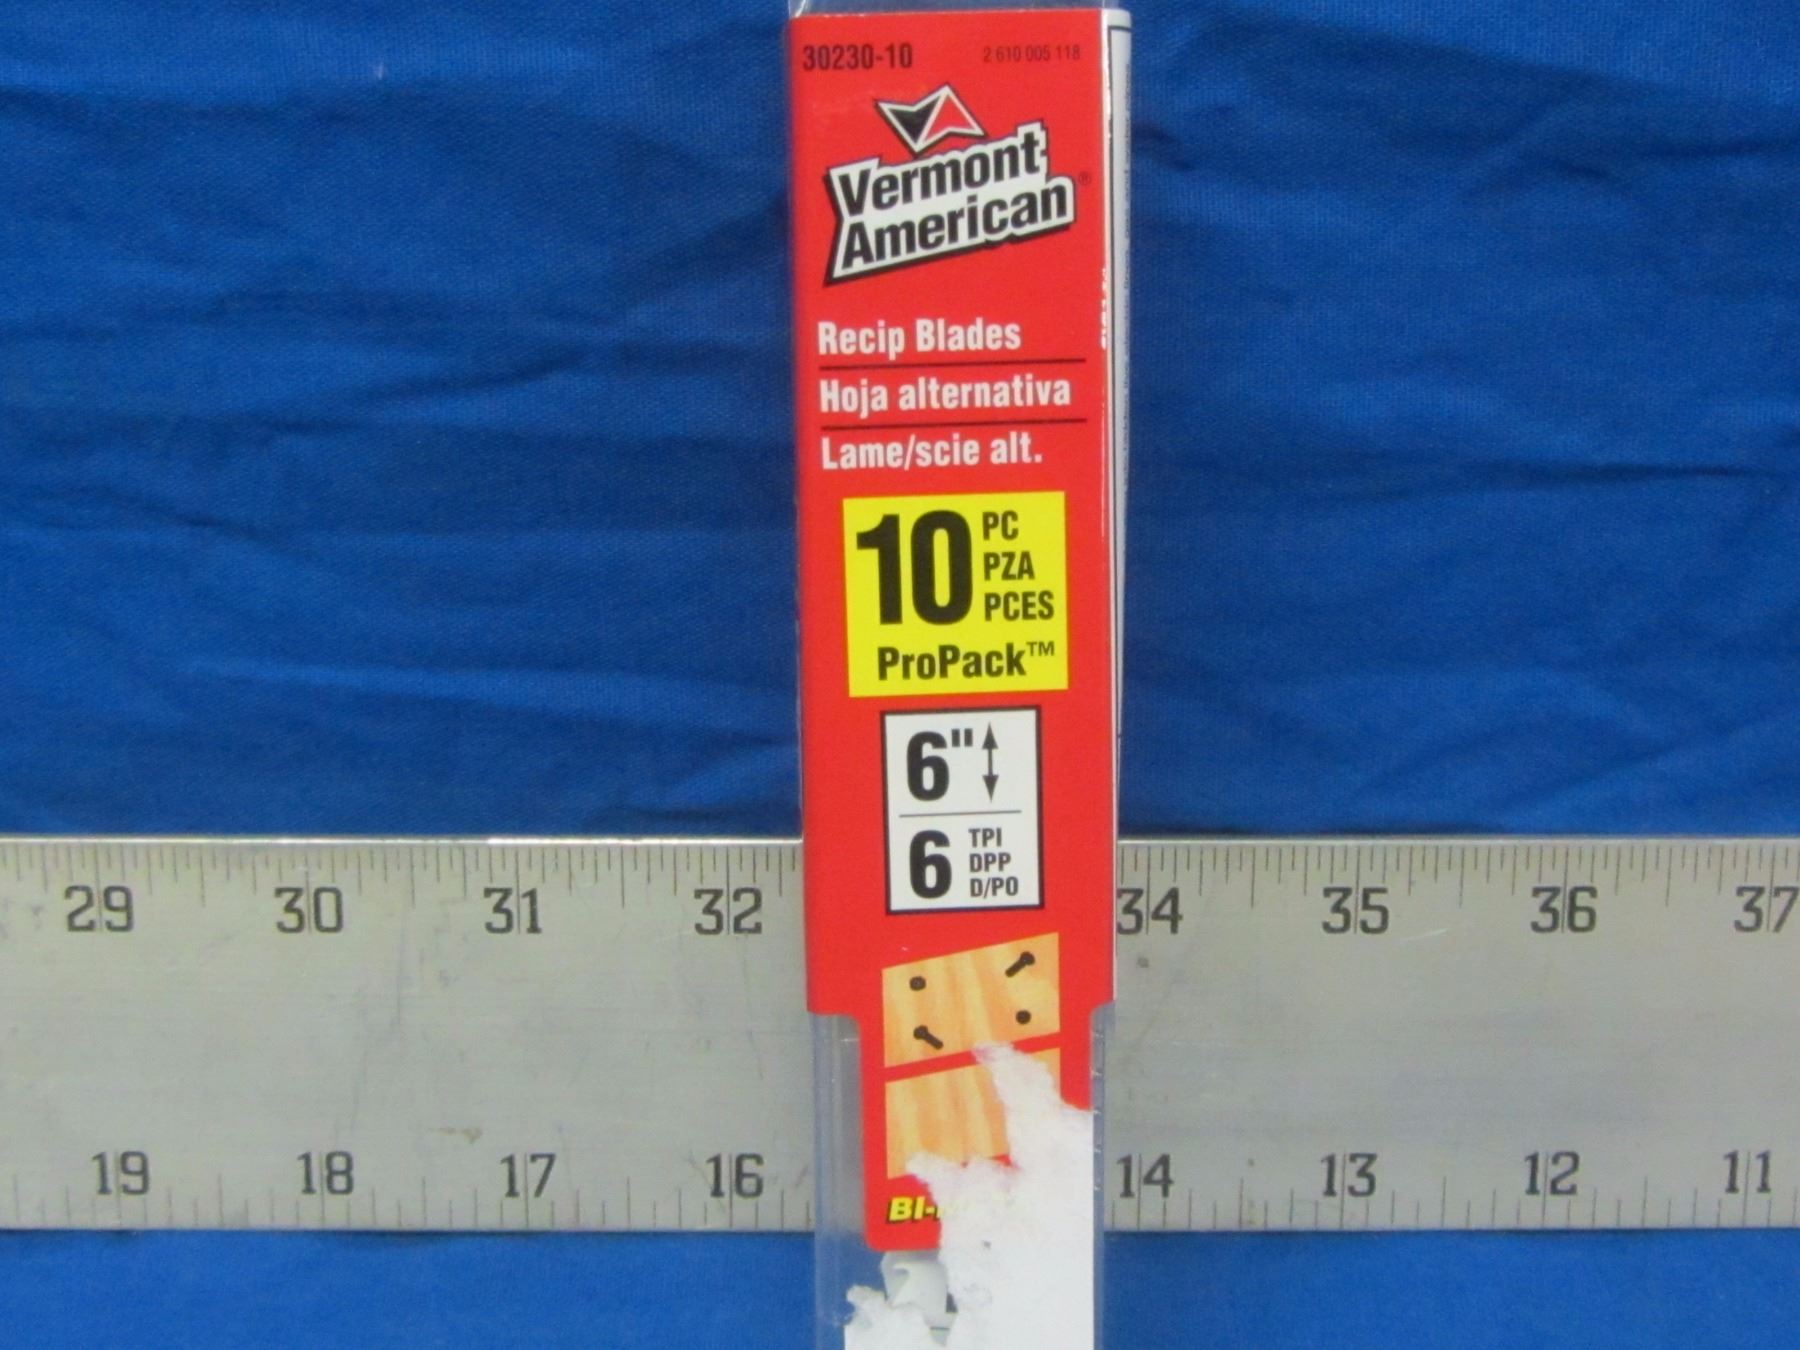 30230-10 2 610 005 118
Vermont
American®
Recip Blades
Hoja alternativa
Lame/scie alt.
10 PC
PZA
PCES
ProPack™
6"
6 TPI
DPP
D/PO
29 30 31 32 34 35 36 37
19 18 17 16 14 13 12 11
BI-